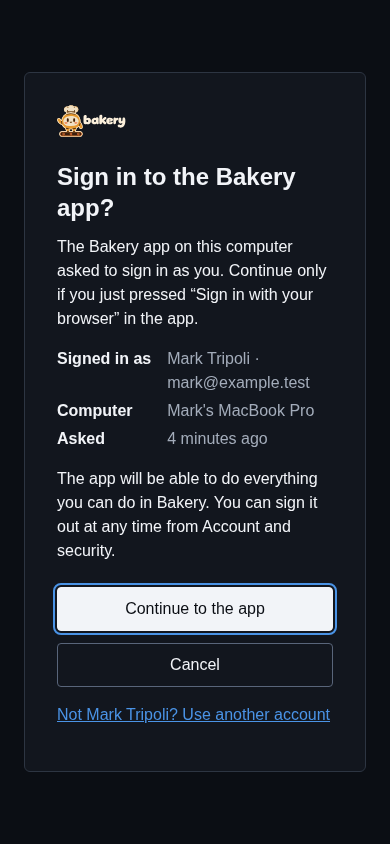 bakery
Sign in to the Bakery
app?
The Bakery app on this computer
asked to sign in as you. Continue only
if you just pressed “Sign in with your
browser” in the app.
Signed in as Mark Tripoli ·
mark@example.test
Computer Mark's MacBook Pro
Asked 4 minutes ago
The app will be able to do everything
you can do in Bakery. You can sign it
out at any time from Account and
security.
Continue to the app
Cancel
Not Mark Tripoli? Use another account